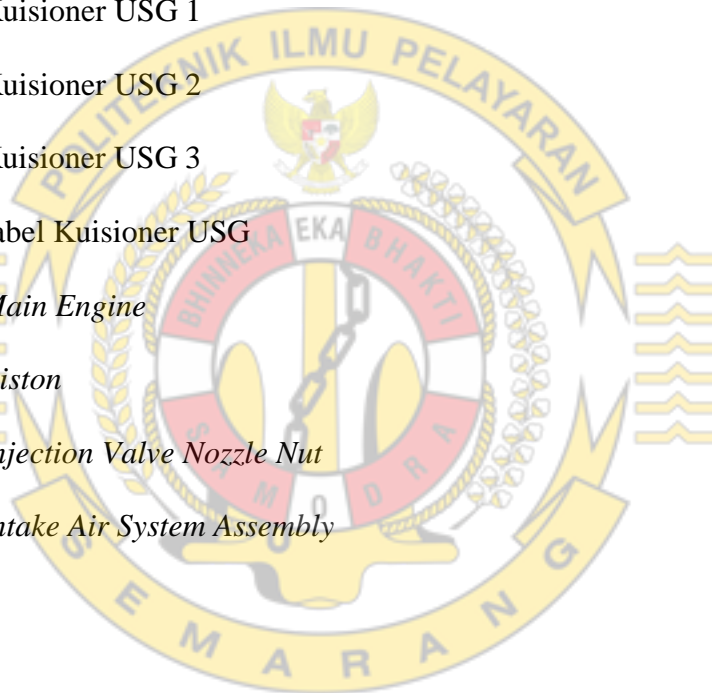 Kuisioner USG 1
POLITEKNIK ILMU PELAYARAN
Kuisioner USG 2
Kuisioner USG 3
abel Kuisioner USG
BHINNEKA EKA BHAKTI
Main Engine
iston
njection Valve Nozzle Nut
SAMODRA
ntake Air System Assembly
SEMARANG